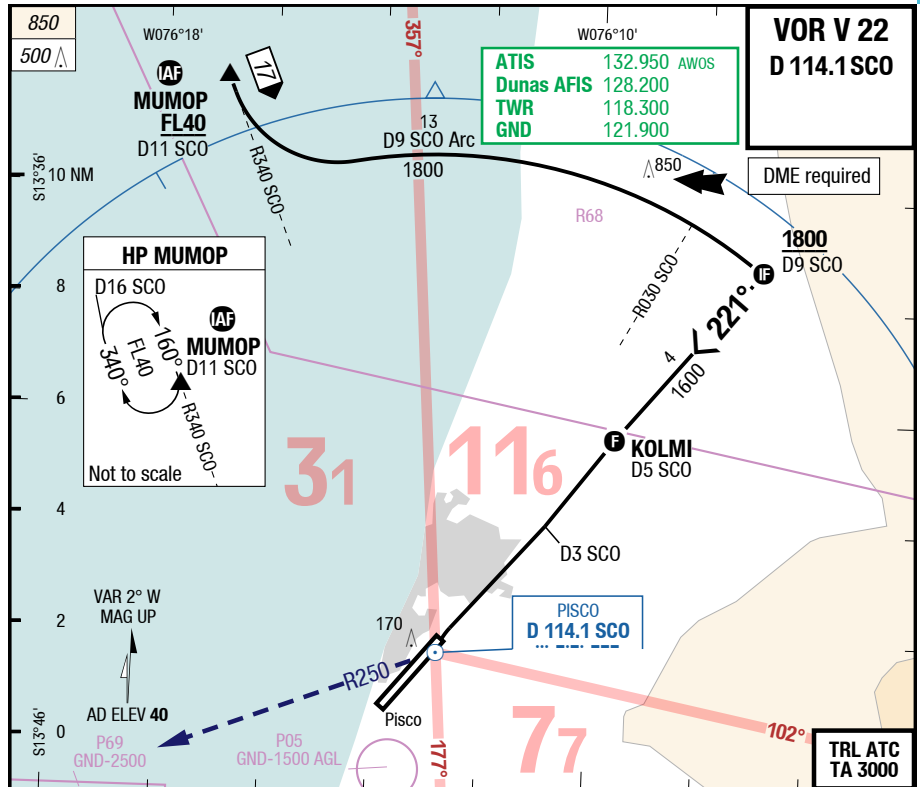 850
500
W076°18'
357°
W076°10'
VOR V 22
D 114.1 SCO
ATIS 132.950 AWOS
Dunas AFIS 128.200
TWR 118.300
GND 121.900
IAF
MUMOP
FL40
D11 SCO
17
13
D9 SCO Arc
1800
850
DME required
S13°36'
10 NM
R340 SCO
R68
1800
D9 SCO
IF
HP MUMOP
D16 SCO
IAF
MUMOP
D11 SCO
160°
FL40
340°
R340 SCO
Not to scale
R030 SCO
221°
4
1600
8
6
4
2
0
F
KOLMI
D5 SCO
31
116
D3 SCO
VAR 2° W
MAG UP
170
PISCO
D 114.1 SCO
R250
AD ELEV 40
Pisco
S13°46'
P69
GND-2500
P05
GND-1500 AGL
177°
77
102°
TRL ATC
TA 3000